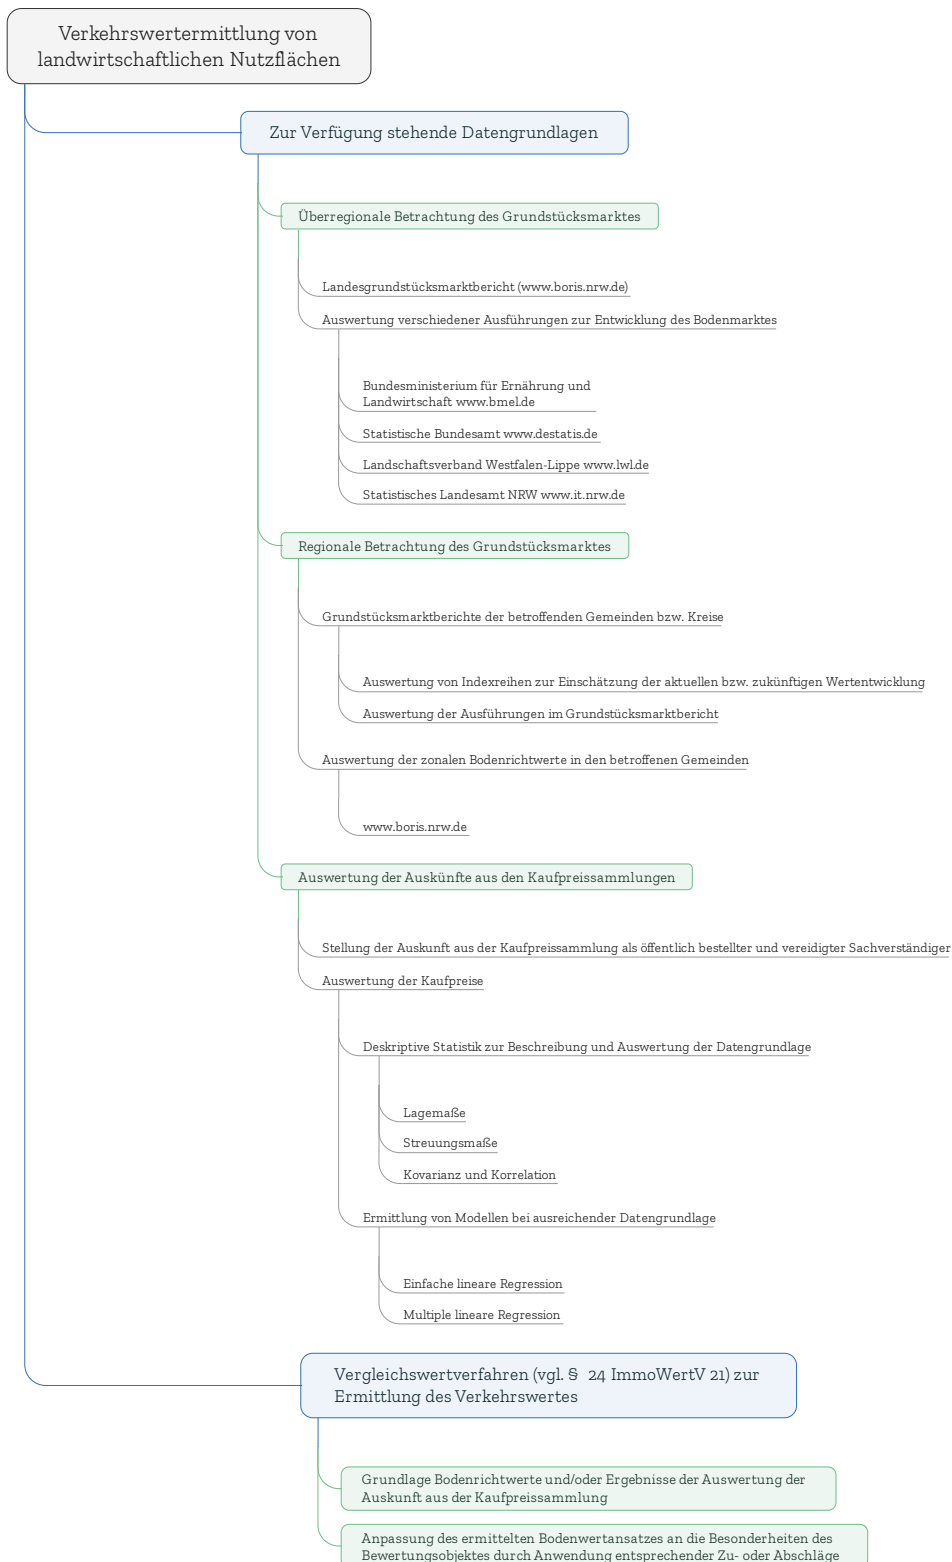 Verkehrswertermittlung von
landwirtschaftlichen Nutzflächen
Zur Verfügung stehende Datengrundlagen
Überregionale Betrachtung des Grundstücksmarktes
Landesgrundstücksmarktbericht (www.boris.nrw.de)
Auswertung verschiedener Ausführungen zur Entwicklung des Bodenmarktes
Bundesministerium für Ernährung und
Landwirtschaft www.bmel.de
Statistische Bundesamt www.destatis.de
Landschaftsverband Westfalen-Lippe www.lwl.de
Statistisches Landesamt NRW www.it.nrw.de
Regionale Betrachtung des Grundstücksmarktes
Grundstücksmarktberichte der betroffenden Gemeinden bzw. Kreise
Auswertung von Indexreihen zur Einschätzung der aktuellen bzw. zukünftigen Wertentwicklung
Auswertung der Ausführungen im Grundstücksmarktbericht
Auswertung der zonalen Bodenrichtwerte in den betroffenen Gemeinden
www.boris.nrw.de
Auswertung der Auskünfte aus den Kaufpreissammlungen
Stellung der Auskunft aus der Kaufpreissammlung als öffentlich bestellter und vereidigter Sachverständiger
Auswertung der Kaufpreise
Deskriptive Statistik zur Beschreibung und Auswertung der Datengrundlage
Lagemaße
Streuungsmaße
Kovarianz und Korrelation
Ermittlung von Modellen bei ausreichender Datengrundlage
Einfache lineare Regression
Multiple lineare Regression
Vergleichswertverfahren (vgl. § 24 ImmoWertV 21) zur
Ermittlung des Verkehrswertes
Grundlage Bodenrichtwerte und/oder Ergebnisse der Auswertung der
Auskunft aus der Kaufpreissammlung
Anpassung des ermittelten Bodenwertansatzes an die Besonderheiten des
Bewertungsobjektes durch Anwendung entsprechender Zu- oder Abschläge